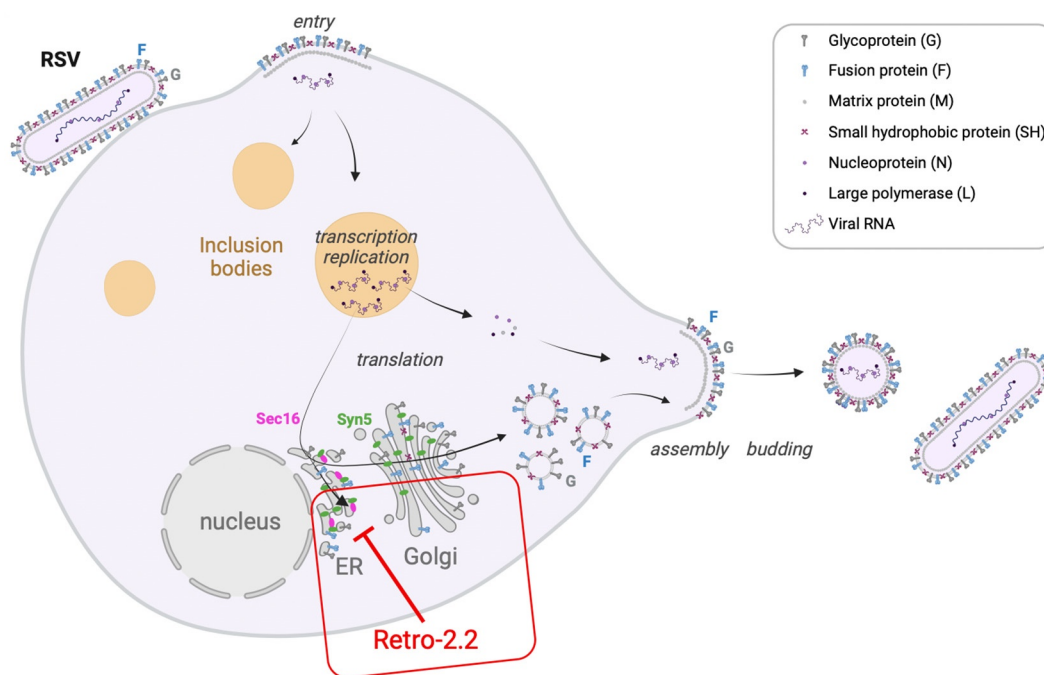 entry
RSV
F
G
Glycoprotein (G)
Fusion protein (F)
Matrix protein (M)
Small hydrophobic protein (SH)
Nucleoprotein (N)
Large polymerase (L)
Viral RNA
Inclusion
bodies
transcription
replication
translation
F
G
Sec16
Syn5
F
G
assembly budding
nucleus
ER
Golgi
Retro-2.2